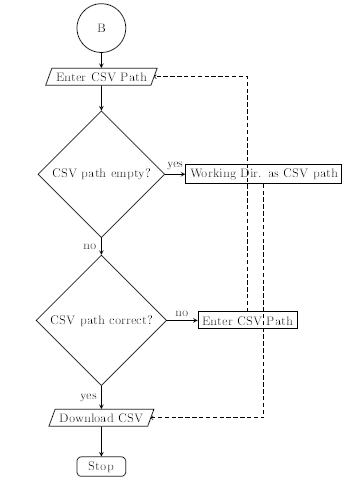 B
Enter CSV Path
CSV path empty?
yes
Working Dir. as CSV path
no
CSV path correct?
no
Enter CSV Path
yes
Download CSV
Stop